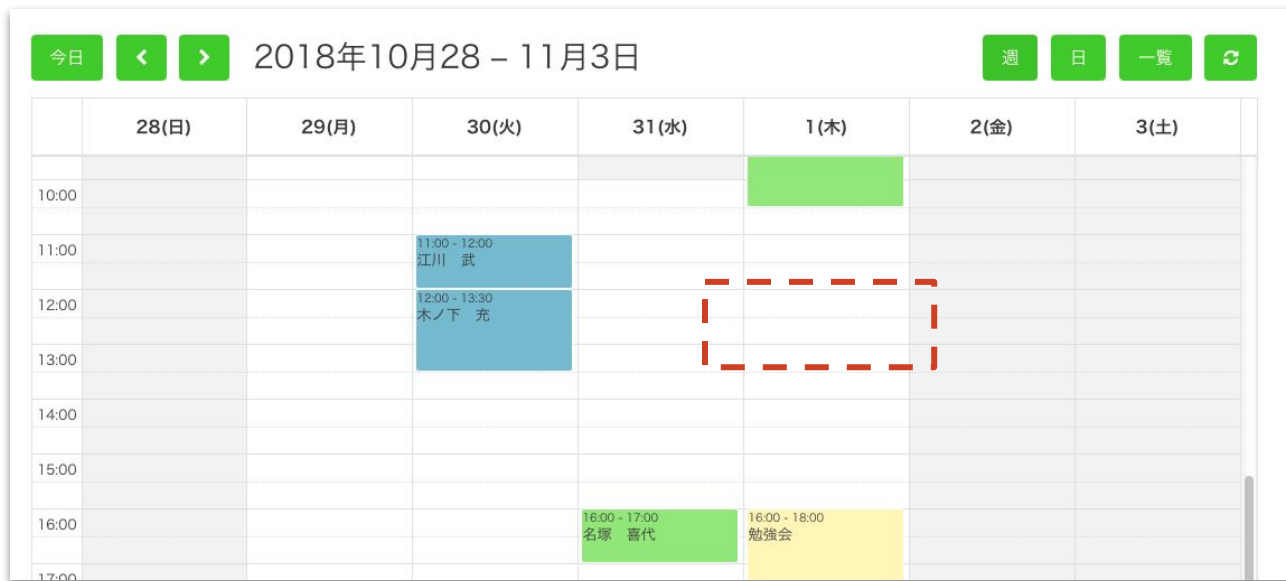 今日 2018年10月28 – 11月3日 週 日 一覧
28(日) 29(月) 30(火) 31(水) 1(木) 2(金) 3(土)
10:00
11:00 11:00 - 12:00
江川　武
12:00 12:00 - 13:30
木ノ下　充
13:00
14:00
15:00
16:00 16:00 - 17:00 16:00 - 18:00
名塚　喜代 勉強会
17:00